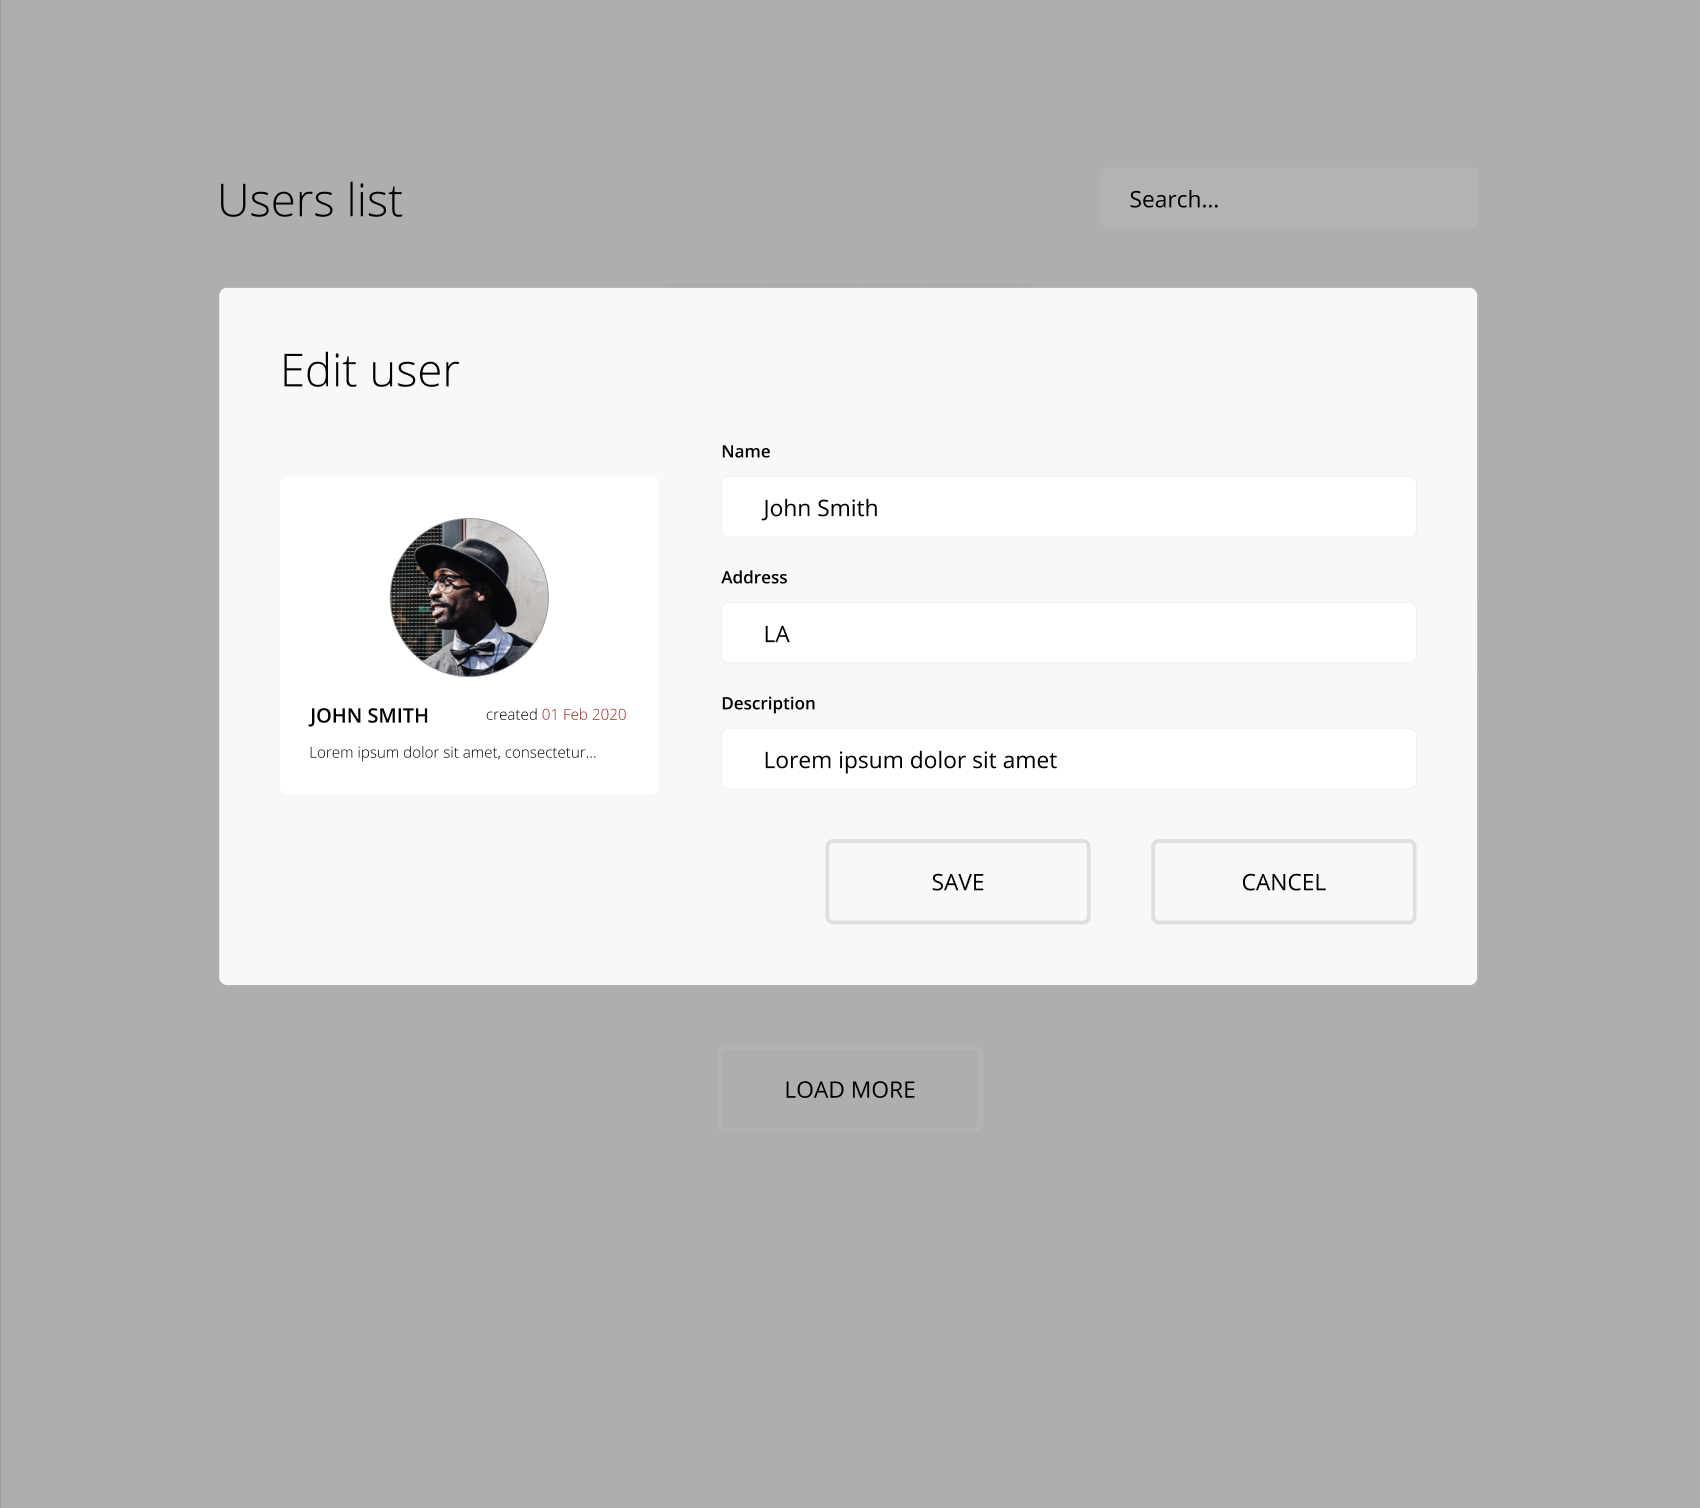 Users list
Search...
Edit user
Name
John Smith
Address
LA
JOHN SMITH
created 01 Feb 2020
Lorem ipsum dolor sit amet, consectetur...
Description
Lorem ipsum dolor sit amet
SAVE
CANCEL
LOAD MORE